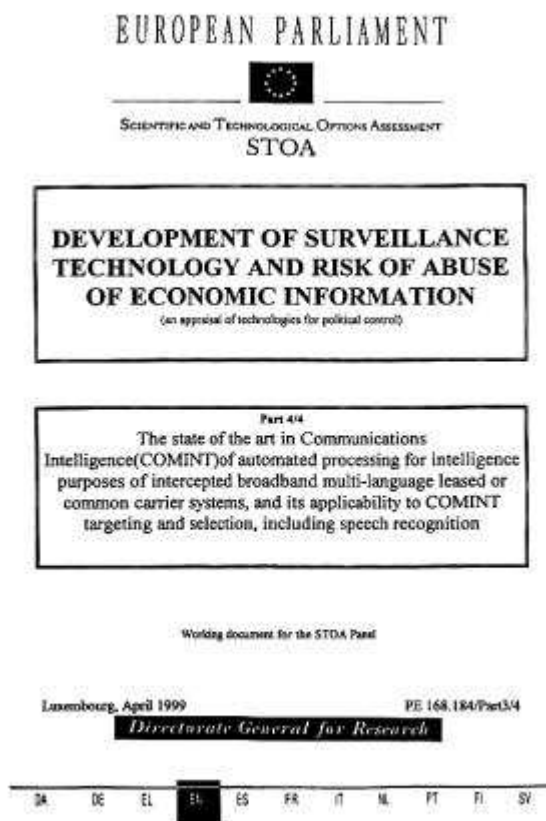 EUROPEAN PARLIAMENT
SCIENTIFIC AND TECHNOLOGICAL OPTIONS ASSESSMENT
STOA
DEVELOPMENT OF SURVEILLANCE
TECHNOLOGY AND RISK OF ABUSE
OF ECONOMIC INFORMATION
(an appraisal of technologies for political control)
Part 4/4
The state of the art in Communications
Intelligence(COMINT)of automated processing for intelligence
purposes of intercepted broadband multi-language leased or
common carrier systems, and its applicability to COMINT
targeting and selection, including speech recognition
Working document for the STOA Panel
Luxembourg, April 1999 PE 168.184/Part3/4
Directorate General for Research
DA DE EL EN ES FR IT NL PT FI SV